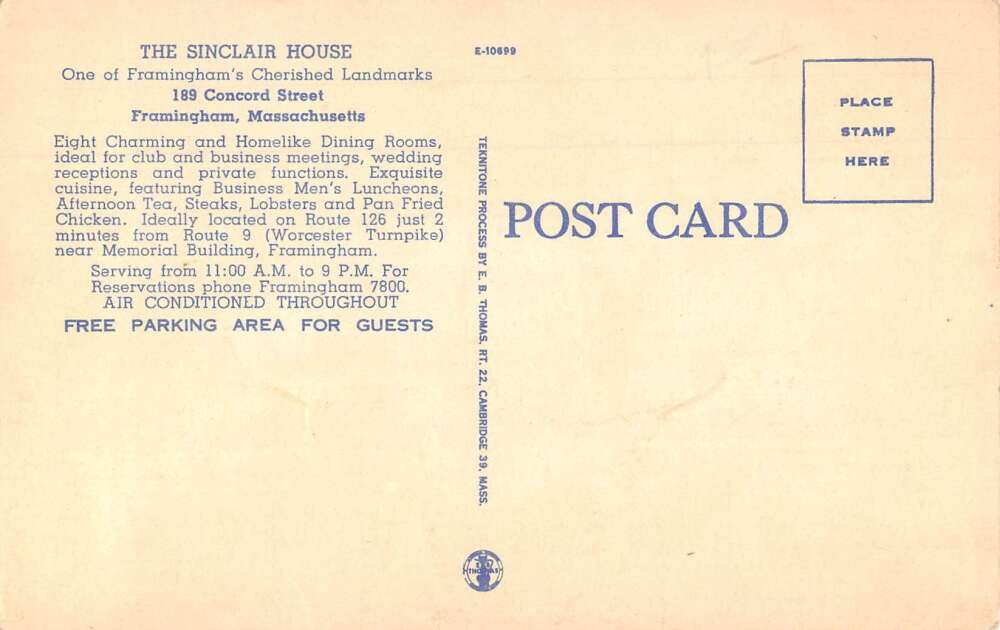 THE SINCLAIR HOUSE
One of Framingham's Cherished Landmarks
189 Concord Street
Framingham, Massachusetts
Eight Charming and Homelike Dining Rooms,
ideal for club and business meetings, wedding
receptions and private functions. Exquisite
cuisine, featuring Business Men's Luncheons,
Afternoon Tea, Steaks, Lobsters and Pan Fried
Chicken. Ideally located on Route 126 just 2
minutes from Route 9 (Worcester Turnpike)
near Memorial Building, Framingham.
Serving from 11:00 A.M. to 9 P.M. For
Reservations phone Framingham 7800.
AIR CONDITIONED THROUGHOUT
FREE PARKING AREA FOR GUESTS
E-10699
TEKNITONE PROCESS BY E. B. THOMAS, RT. 22, CAMBRIDGE 39, MASS.
THOMAS
POST CARD
PLACE
STAMP
HERE